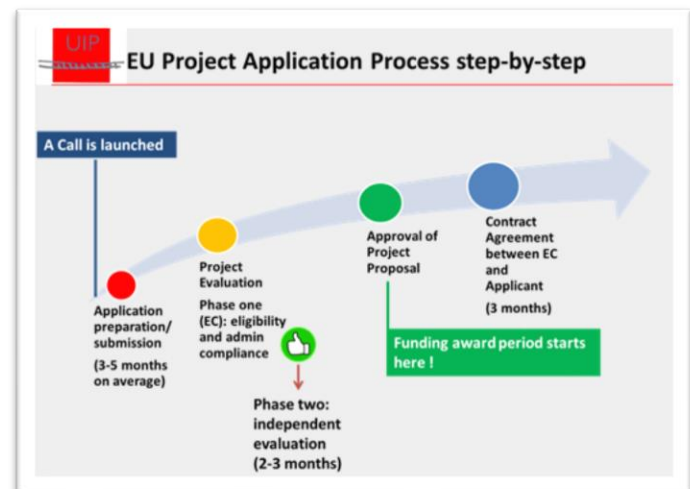 UIP
EU Project Application Process step-by-step
A Call is launched
Application
preparation/
submission
(3-5 months
on average)
Project
Evaluation
Phase one
(EC): eligibility
and admin
compliance
Phase two:
independent
evaluation
(2-3 months)
Approval of
Project
Proposal
Funding award period starts
here !
Contract
Agreement
between EC
and
Applicant
(3 months)